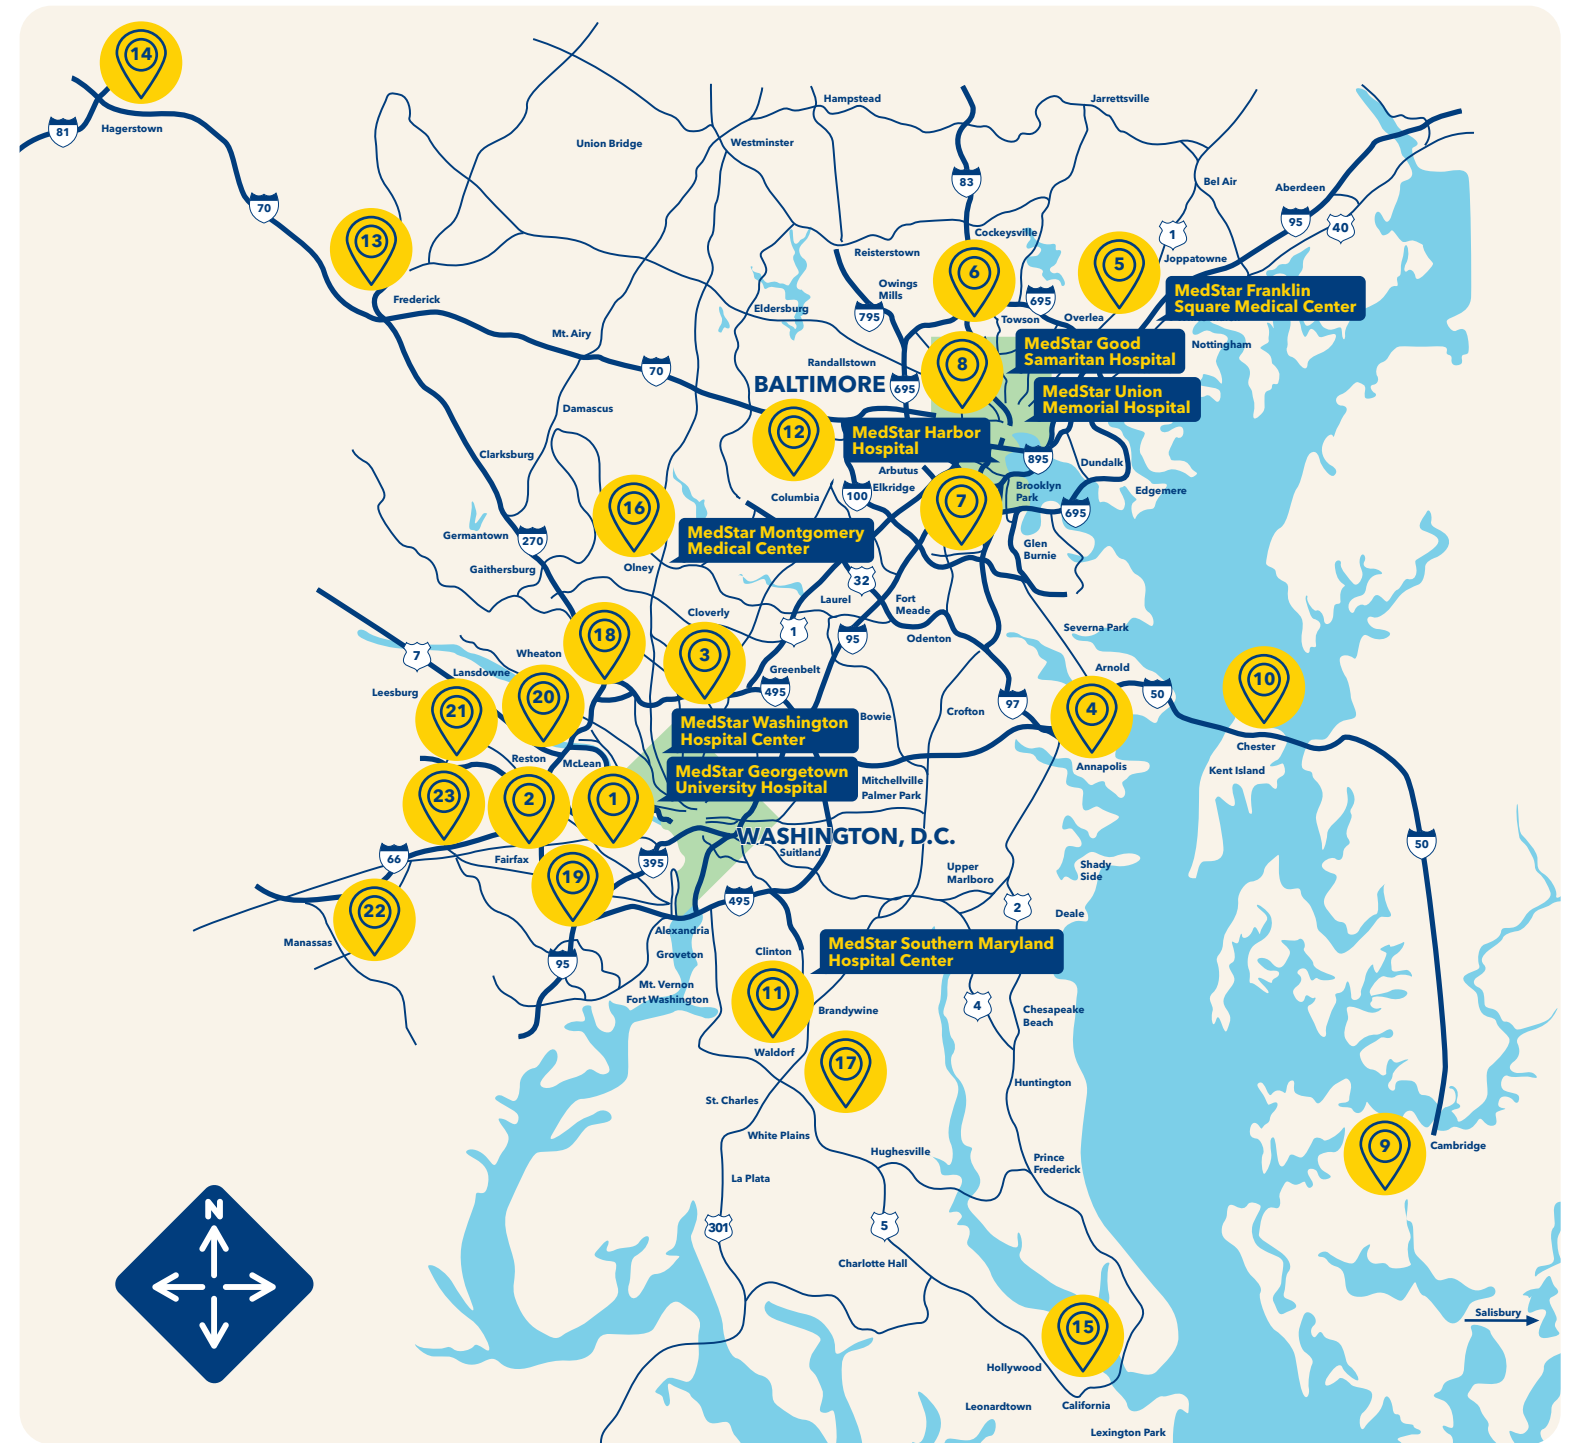 14
81
Hagerstown
Hampstead
Jarrettsville
Union Bridge
Westminster
83
Bel Air
Aberdeen
70
95
40
1
13
Cockeysville
Reisterstown
Joppatowne
6
5
Owings
Mills
Frederick
695
MedStar Franklin
Square Medical Center
Eldersburg
795
Towson
Overlea
Mt. Airy
MedStar Good
Samaritan Hospital
Nottingham
Randallstown
8
70
BALTIMORE
695
MedStar Union
Memorial Hospital
Damascus
12
MedStar Harbor
Hospital
Clarksburg
895
Dundalk
Arbutus
Elkridge
Columbia
100
Brooklyn
Park
Edgemere
16
7
695
MedStar Montgomery
Medical Center
Germantown
270
Glen
Burnie
Gaithersburg
Olney
32
Laurel
Fort
Meade
Cloverly
18
1
95
Odenton
Severna Park
7
Wheaton
3
Lansdowne
Greenbelt
Arnold
10
Leesburg
20
495
97
50
21
MedStar Washington
Hospital Center
Bowie
Crofton
4
Chester
Reston
McLean
MedStar Georgetown
University Hospital
Mitchellville
Palmer Park
Annapolis
Kent Island
23
2
1
WASHINGTON, D.C.
50
66
Fairfax
395
Suitland
Upper
Marlboro
Shady
Side
19
495
2
Deale
22
Manassas
Alexandria
Groveton
Clinton
MedStar Southern Maryland
Hospital Center
95
Mt. Vernon
Fort Washington
11
Brandywine
4
Chesapeake
Beach
Waldorf
17
Huntington
St. Charles
White Plains
Hughesville
Prince
Frederick
9
Cambridge
La Plata
N
301
5
Charlotte Hall
Salisbury
15
Hollywood
Leonardtown
California
Lexington Park